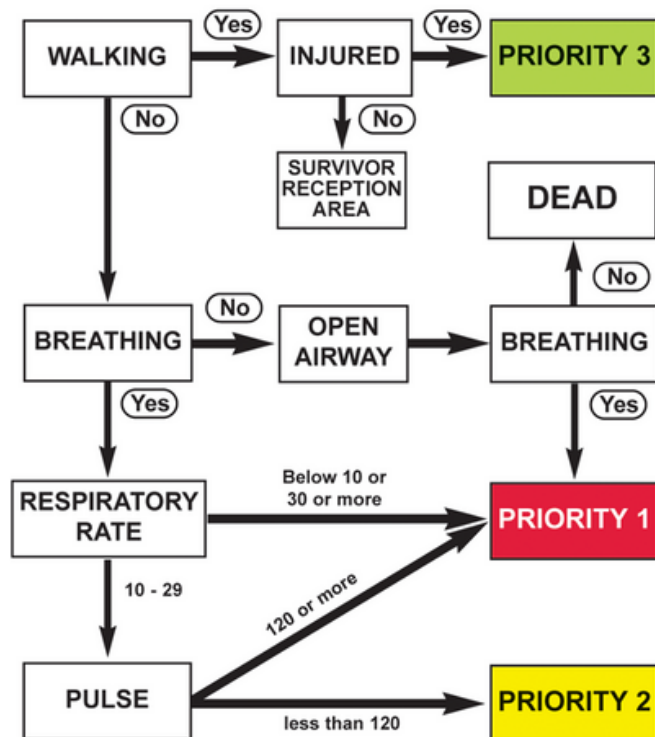 WALKING
Yes
INJURED
Yes
PRIORITY 3
No
No
SURVIVOR
RECEPTION
AREA
DEAD
No
BREATHING
No
OPEN
AIRWAY
BREATHING
Yes
Yes
RESPIRATORY
RATE
Below 10 or
30 or more
PRIORITY 1
10 - 29
120 or more
PULSE
less than 120
PRIORITY 2